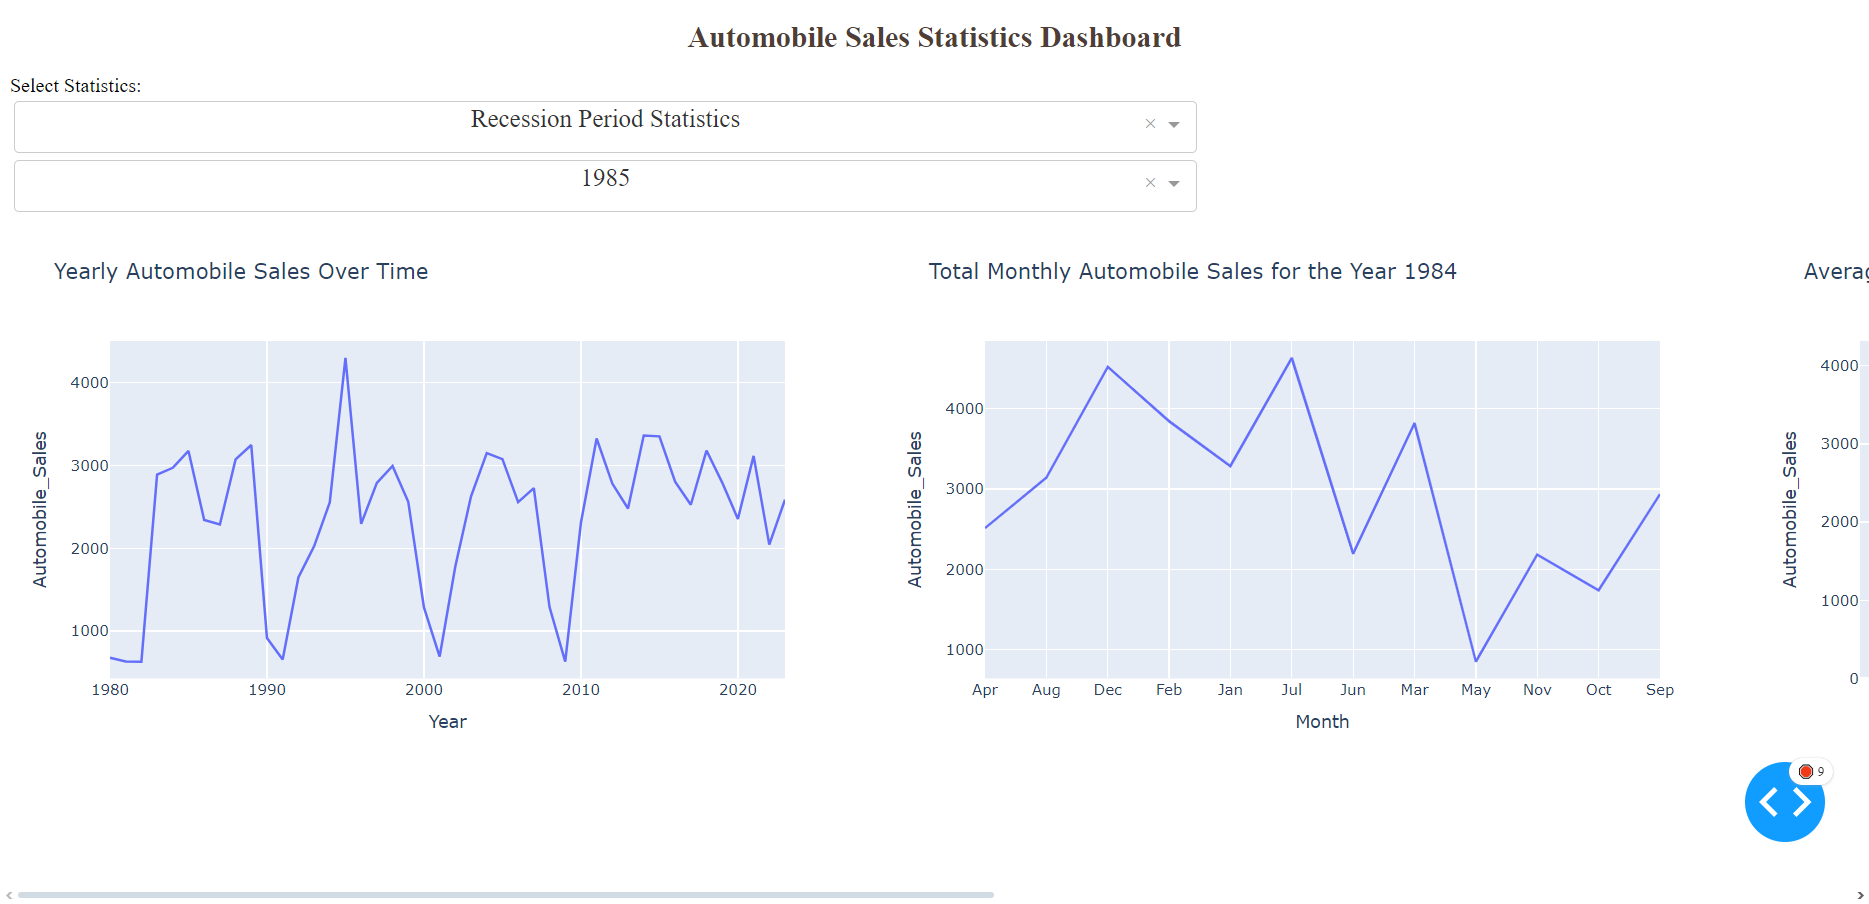 Automobile Sales Statistics Dashboard
Select Statistics:
Recession Period Statistics
×
1985
×
Yearly Automobile Sales Over Time
Automobile_Sales
4000
3000
2000
1000
1980 1990 2000 2010 2020
Year
Total Monthly Automobile Sales for the Year 1984
Automobile_Sales
4000
3000
2000
1000
Apr Aug Dec Feb Jan Jul Jun Mar May Nov Oct Sep
Month
Automobile_Sales
4000
3000
2000
1000
0
9